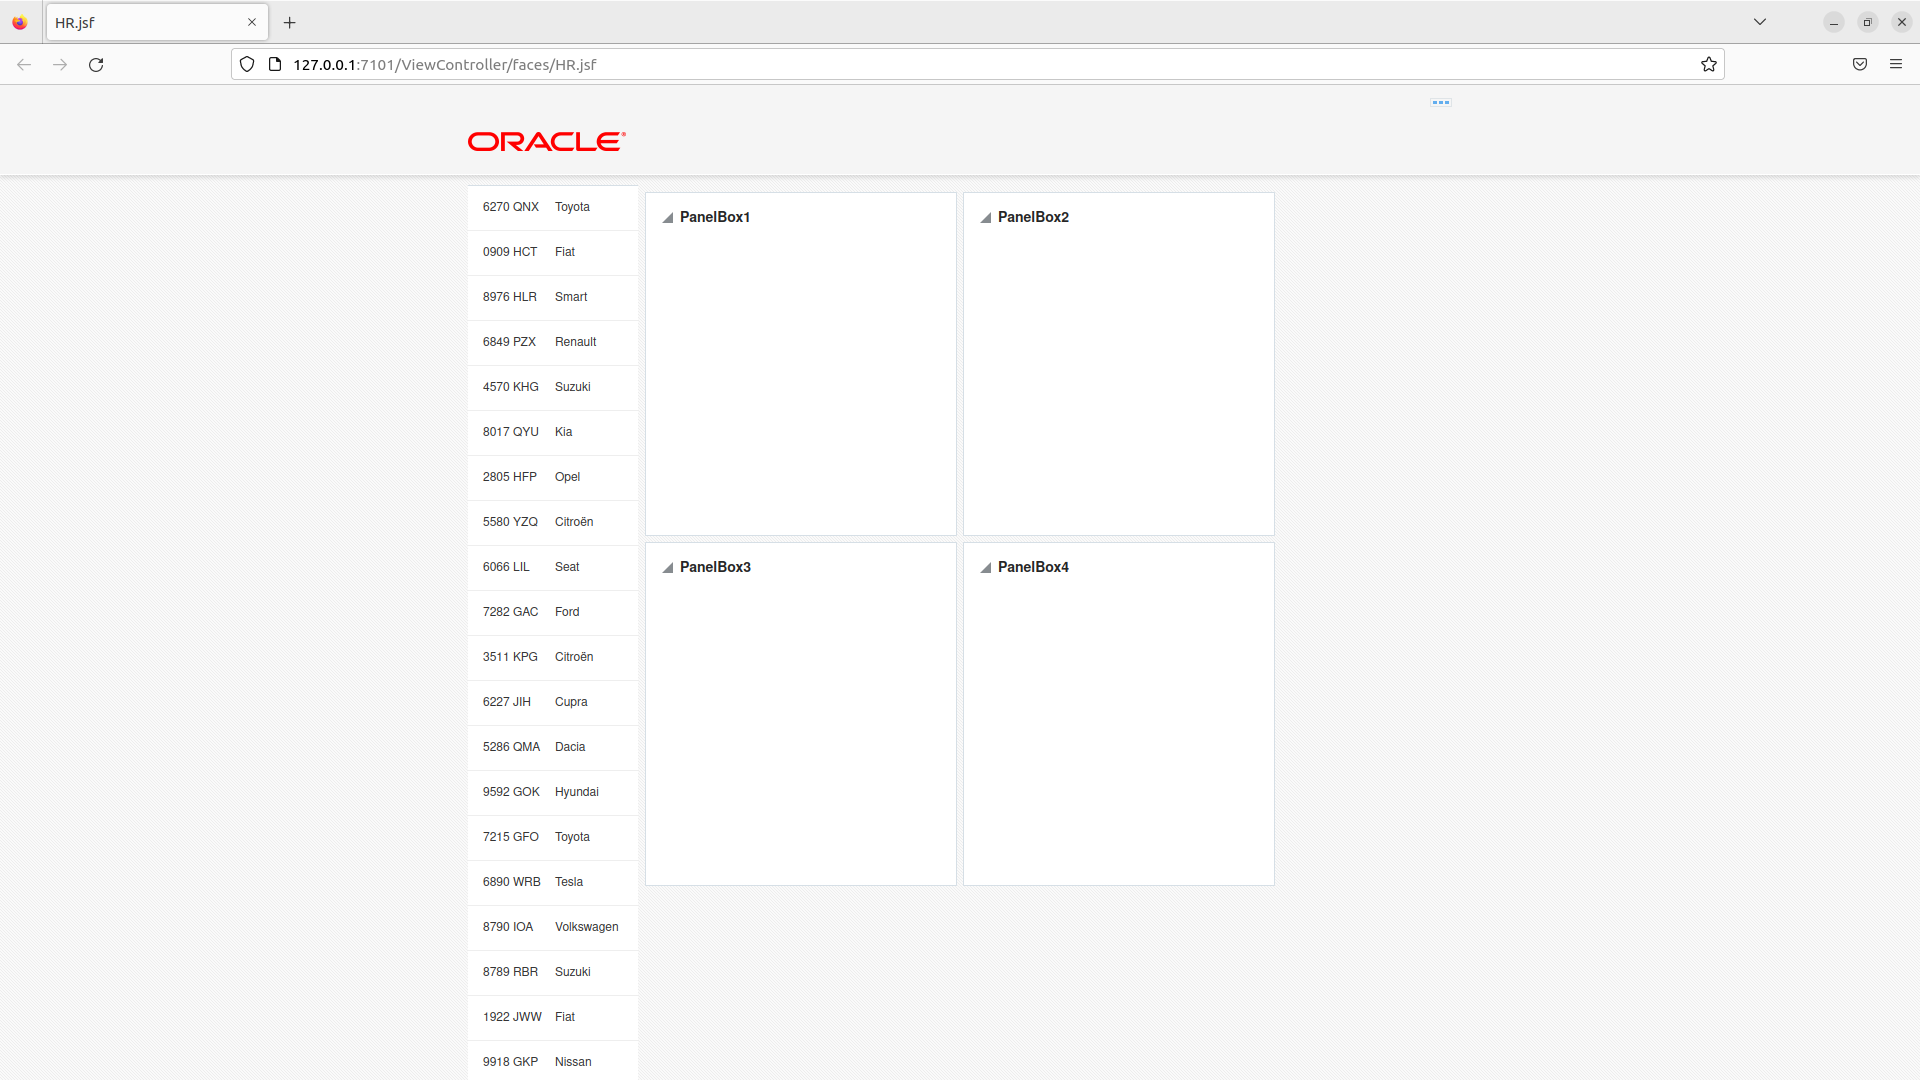 HR.jsf
127.0.0.1:7101/ViewController/faces/HR.jsf
ORACLE®
6270 QNX Toyota
0909 HCT Fiat
8976 HLR Smart
6849 PZX Renault
4570 KHG Suzuki
8017 QYU Kia
2805 HFP Opel
5580 YZQ Citroën
6066 LIL Seat
7282 GAC Ford
3511 KPG Citroën
6227 JIH Cupra
5286 QMA Dacia
9592 GOK Hyundai
7215 GFO Toyota
6890 WRB Tesla
8790 IOA Volkswagen
8789 RBR Suzuki
1922 JWW Fiat
9918 GKP Nissan
PanelBox1
PanelBox2
PanelBox3
PanelBox4